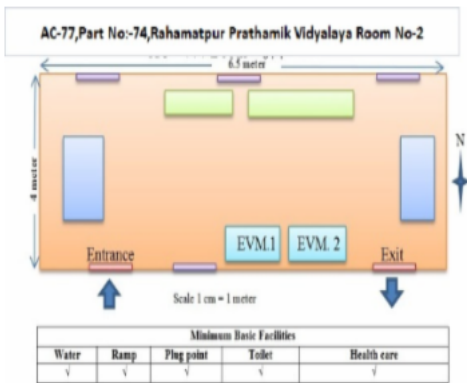 AC-77,Part No:-74,Rahamatpur Prathamik Vidyalaya Room No-2
6.5 meter
4 meter
N
EVM.1 EVM. 2
Entrance Exit
Scale 1 cm = 1 meter
Minimum Basic Facilities
Water Ramp Plug point Toilet Health care
√ √ √ √ √